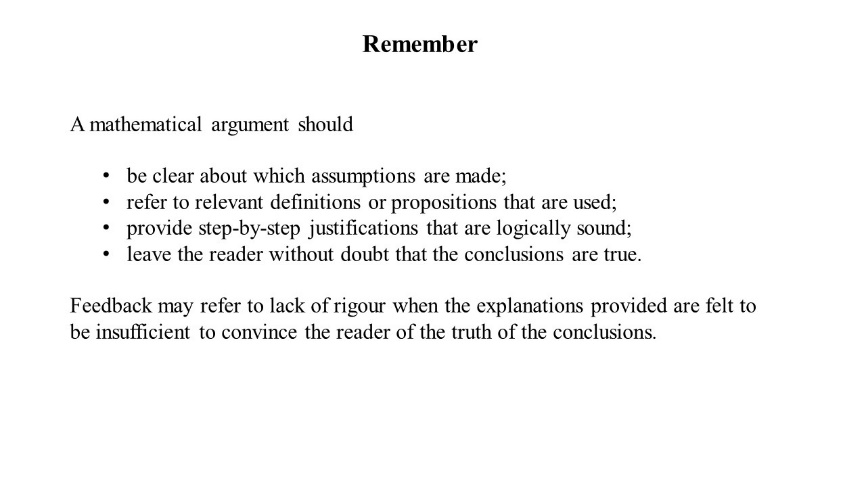 Remember
A mathematical argument should
• be clear about which assumptions are made;
• refer to relevant definitions or propositions that are used;
• provide step-by-step justifications that are logically sound;
• leave the reader without doubt that the conclusions are true.
Feedback may refer to lack of rigour when the explanations provided are felt to
be insufficient to convince the reader of the truth of the conclusions.